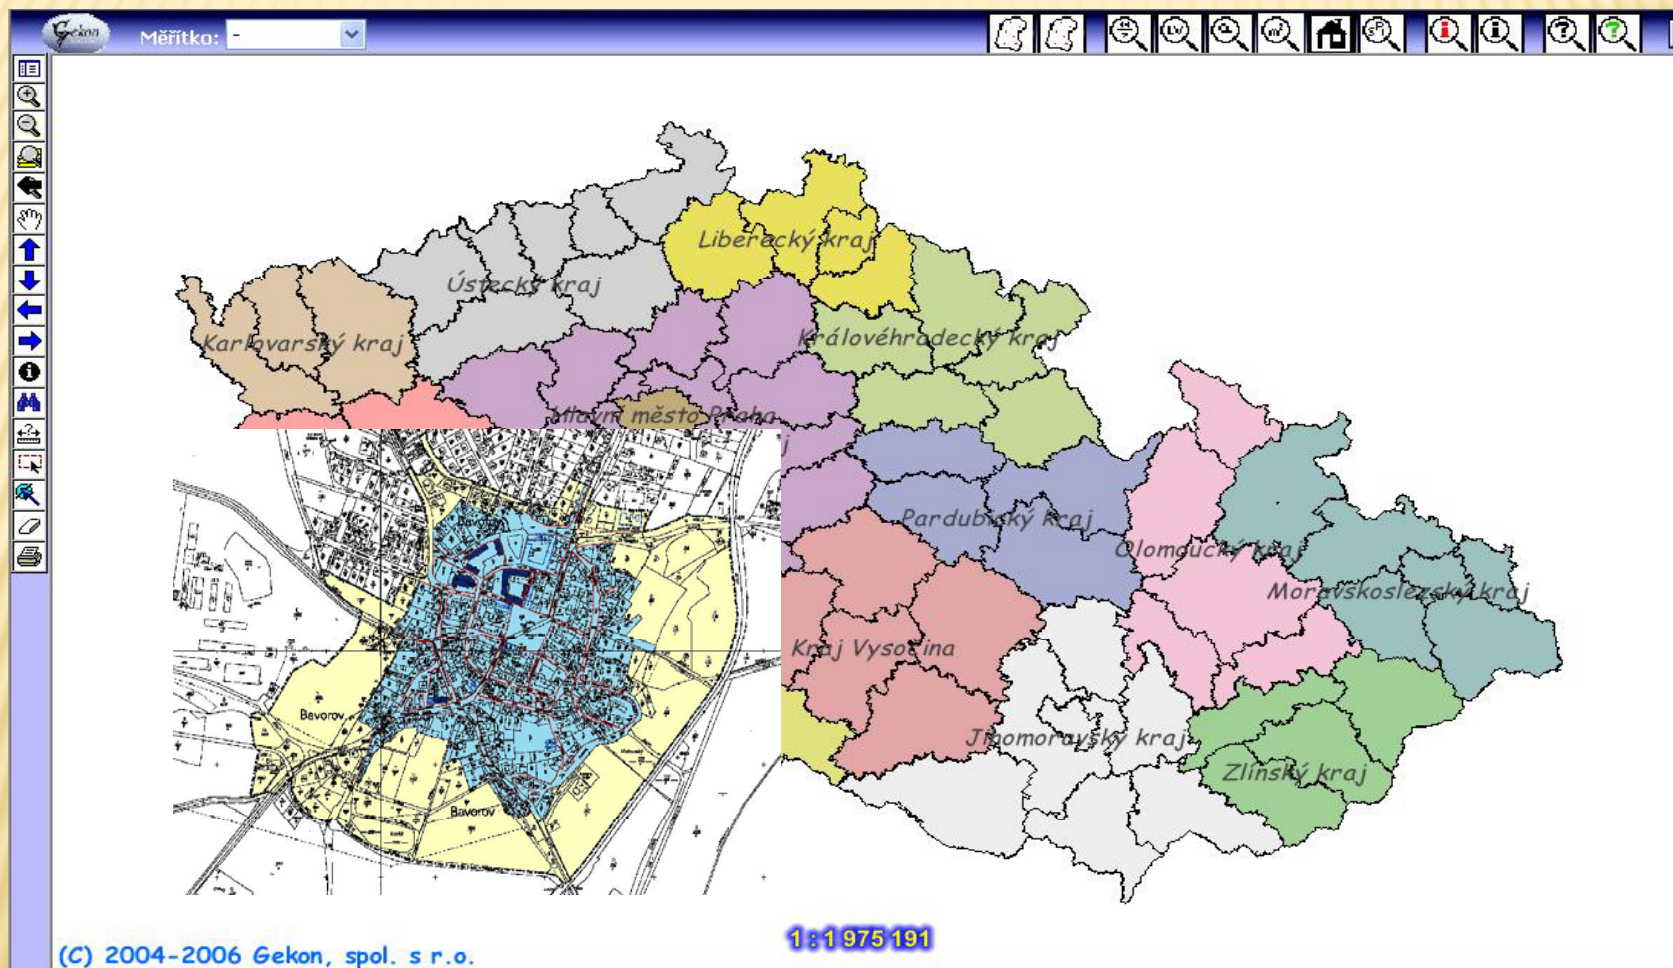 Gekon
Měřítko: -
Liberecký kraj
Ústecký kraj
Karlovarský kraj
Královéhradecký kraj
Hlavní město Praha
j
Pardubický kraj
Olomoucký kraj
Moravskoslezský kraj
Kraj Vysočina
Jihomoravský kraj
Zlínský kraj
Bavorov
Bavorov
Bavorov
1 : 1 975 191
(C) 2004-2006 Gekon, spol. s r.o.